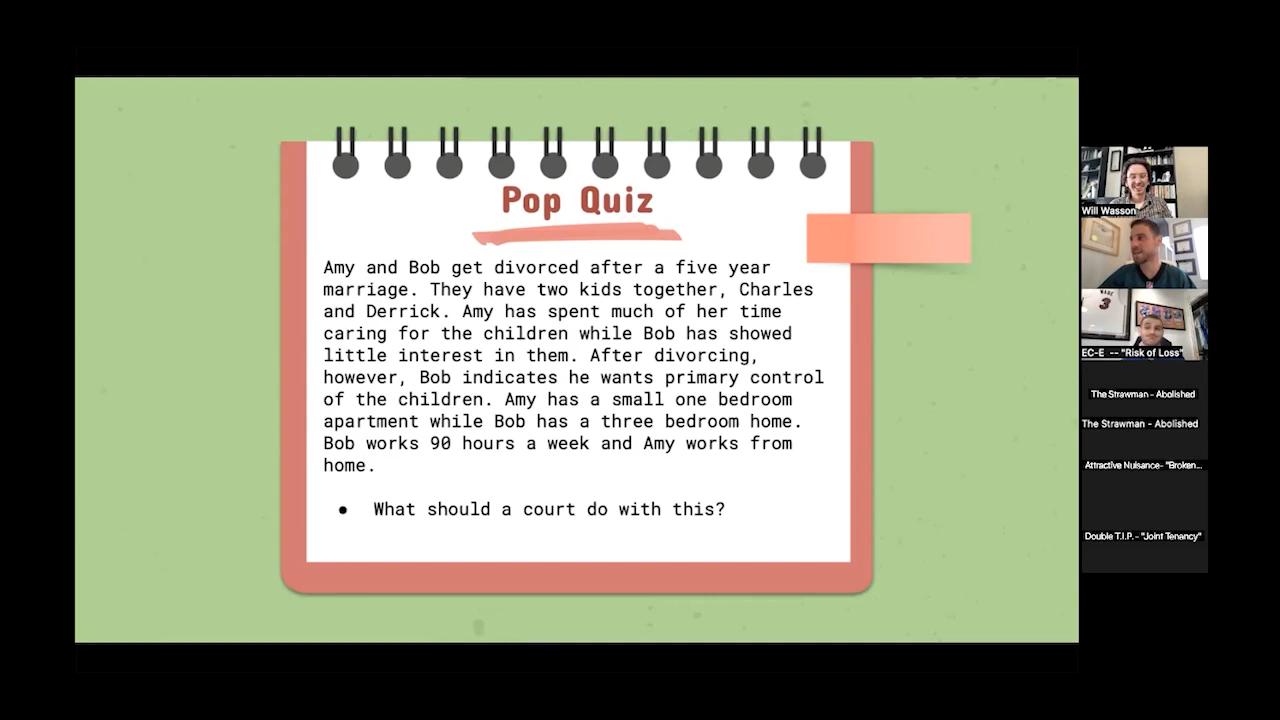 Pop Quiz
Amy and Bob get divorced after a five year
marriage. They have two kids together, Charles
and Derrick. Amy has spent much of her time
caring for the children while Bob has showed
little interest in them. After divorcing,
however, Bob indicates he wants primary control
of the children. Amy has a small one bedroom
apartment while Bob has a three bedroom home.
Bob works 90 hours a week and Amy works from
home.
● What should a court do with this?
Will Wasson
WADE
3
EC-E -- "Risk of Loss"
The Strawman - Abolished
The Strawman - Abolished
Attractive Nuisance- "Broken...
Double T.I.P. - "Joint Tenancy"